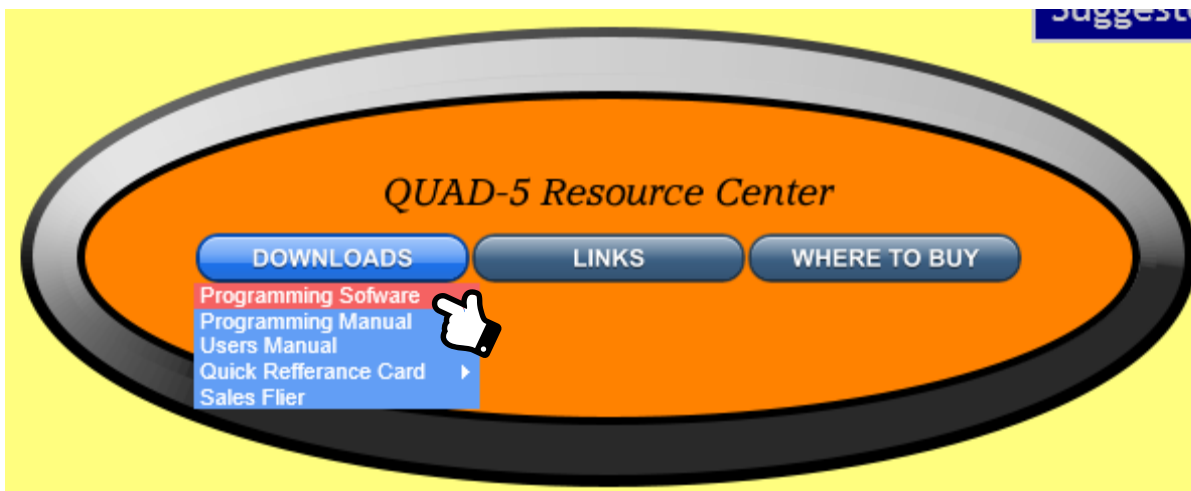 QUAD-5 Resource Center
DOWNLOADS
LINKS
WHERE TO BUY
Programming Sofware
Programming Manual
Users Manual
Quick Refferance Card
Sales Flier